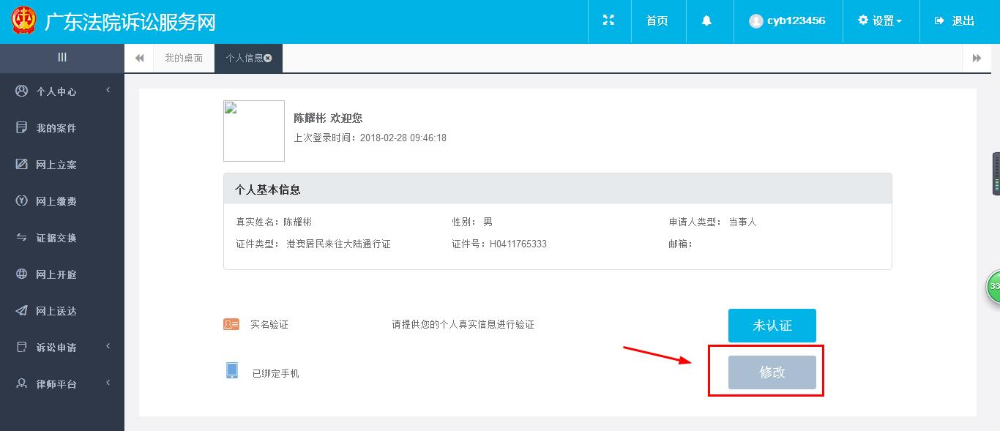 广东法院诉讼服务网
首页
cyb123456
设置
退出
我的桌面
个人信息
个人中心
我的案件
网上立案
网上缴费
证据交换
网上开庭
网上送达
诉讼申请
律师平台
陈耀彬 欢迎您
上次登录时间：2018-02-28 09:46:18
个人基本信息
真实姓名：陈耀彬 性别： 男 申请人类型： 当事人
证件类型： 港澳居民来往大陆通行证 证件号：H0411765333 邮箱：
实名验证 请提供您的个人真实信息进行验证 未认证
已绑定手机 修改
33